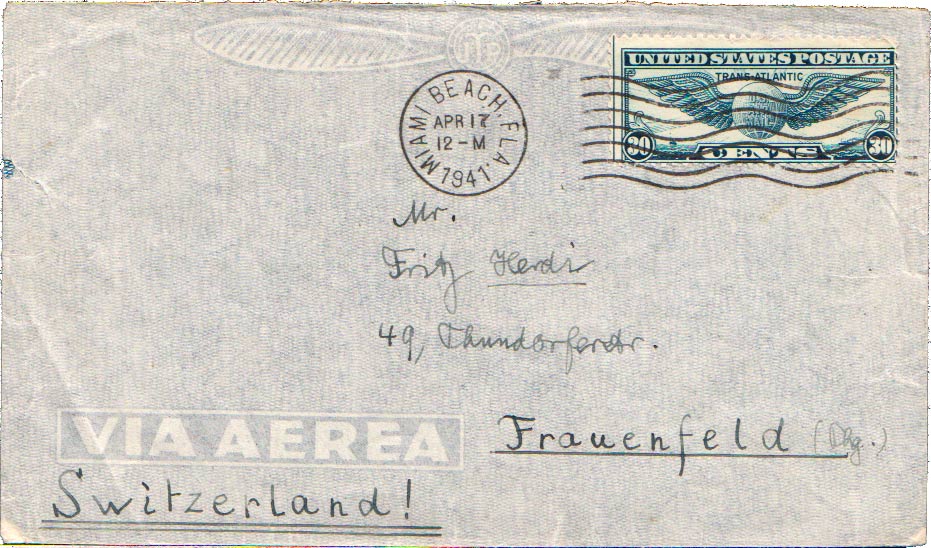 UNITED STATES POSTAGE
TRANS-ATLANTIC
30 CENTS 30
MIAMI BEACH, FLA.
APR 17
12-M
1941
Mr.
Fritz Herdi
49, Thundorferstr.
Frauenfeld (Thg.)
VIA AEREA
Switzerland!